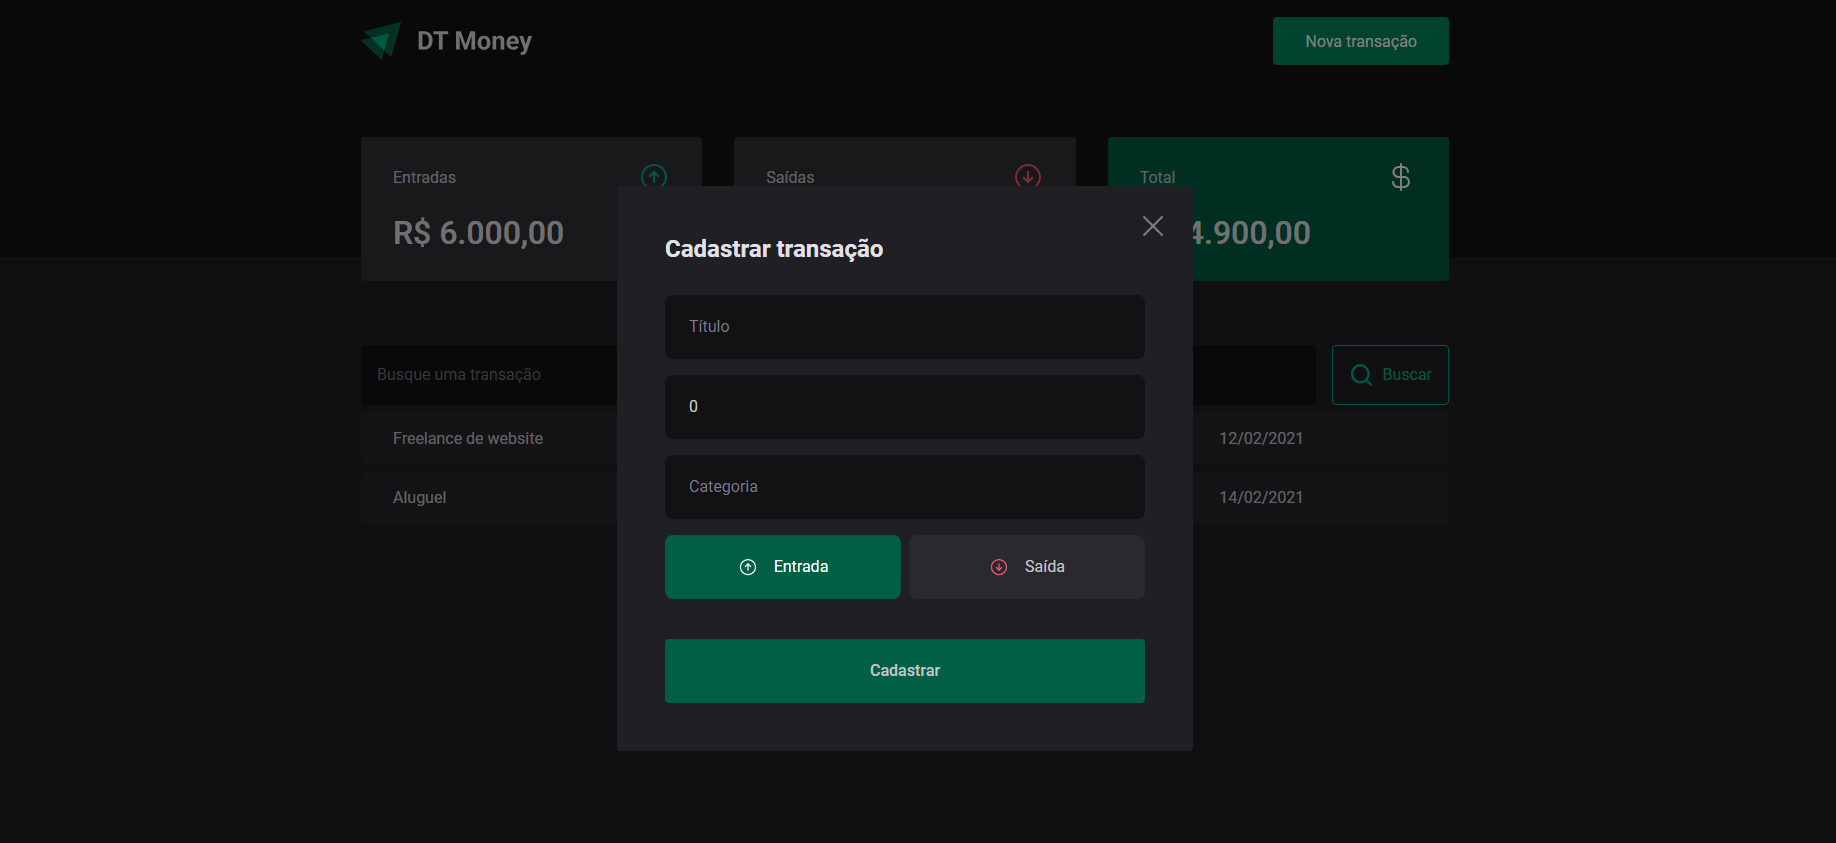 DT Money
Nova transação
Entradas
Saídas
Total
R$ 6.000,00
4.900,00
Cadastrar transação
Título
Busque uma transação
Buscar
0
Freelance de website
12/02/2021
Categoria
Aluguel
14/02/2021
Entrada
Saída
Cadastrar